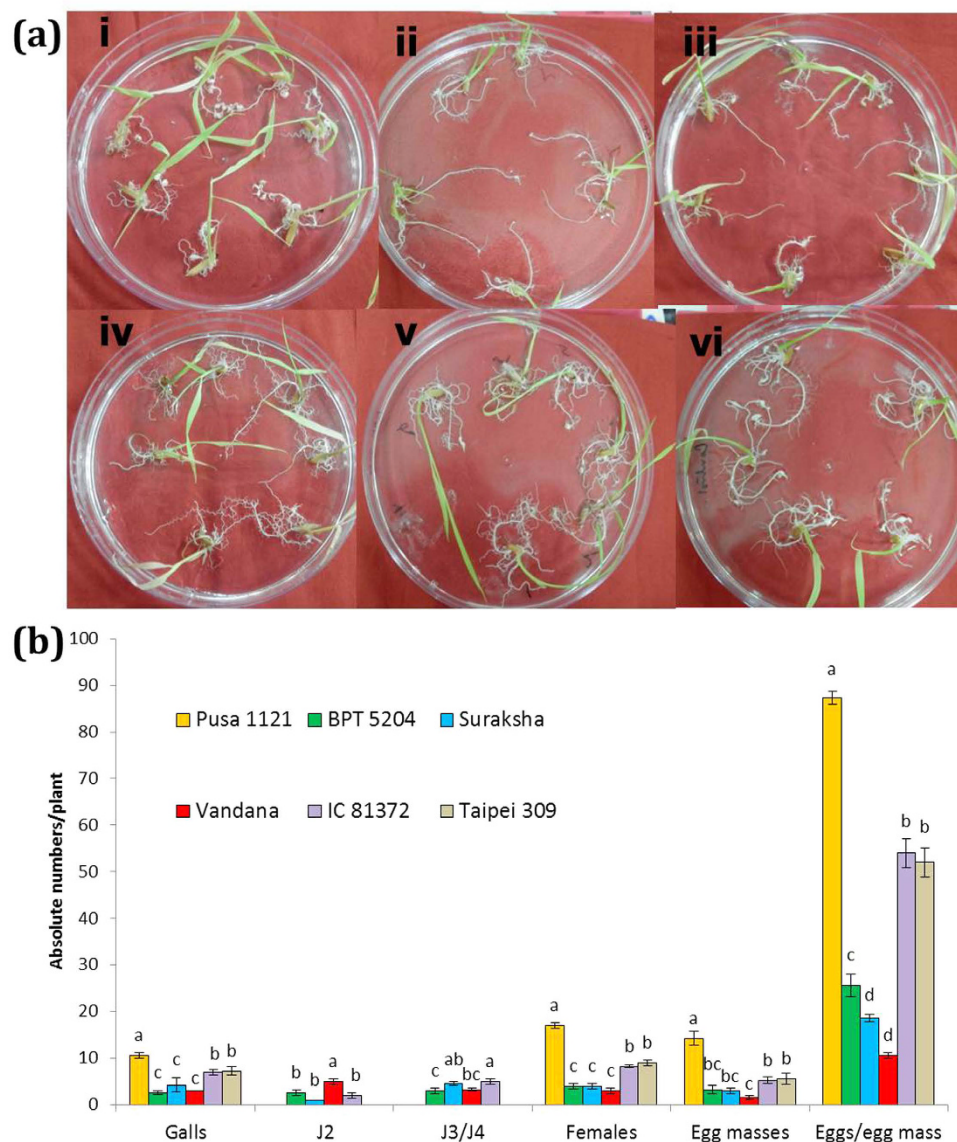 (a)
i ii iii
iv v vi
(b)
Absolute numbers/plant
100
90
80
70
60
50
40
30
20
10
0
Pusa 1121 BPT 5204 Suraksha
Vandana IC 81372 Taipei 309
a c c c b b
b b a b
c ab bc a
a c c c b b
a bc bc c b b
a c d d b b
Galls J2 J3/J4 Females Egg masses Eggs/egg mass